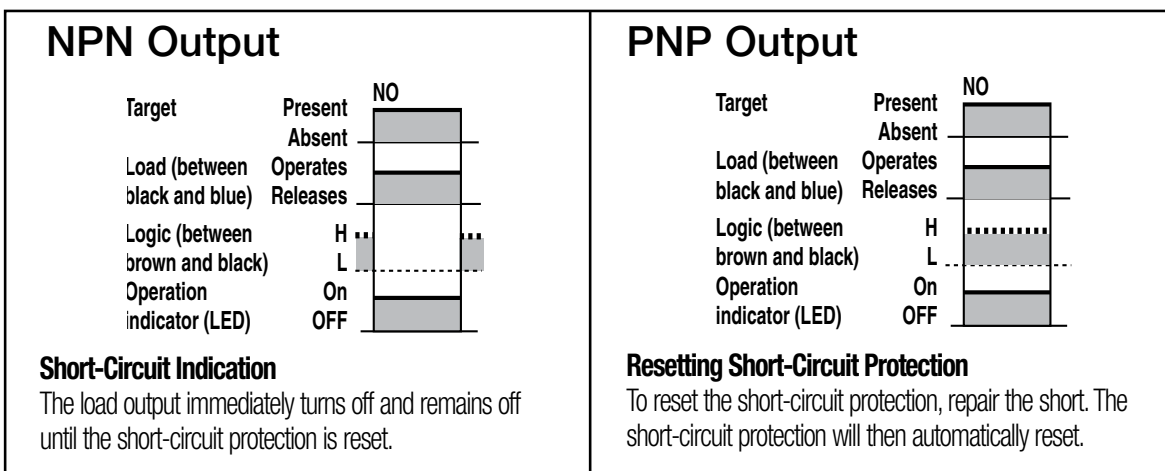 NPN Output
NO
Target Present
Absent
Load (between Operates
black and blue) Releases
Logic (between H
brown and black) L
Operation On
indicator (LED) OFF
Short-Circuit Indication
The load output immediately turns off and remains off
until the short-circuit protection is reset.
PNP Output
NO
Target Present
Absent
Load (between Operates
black and blue) Releases
Logic (between H
brown and black) L
Operation On
indicator (LED) OFF
Resetting Short-Circuit Protection
To reset the short-circuit protection, repair the short. The
short-circuit protection will then automatically reset.